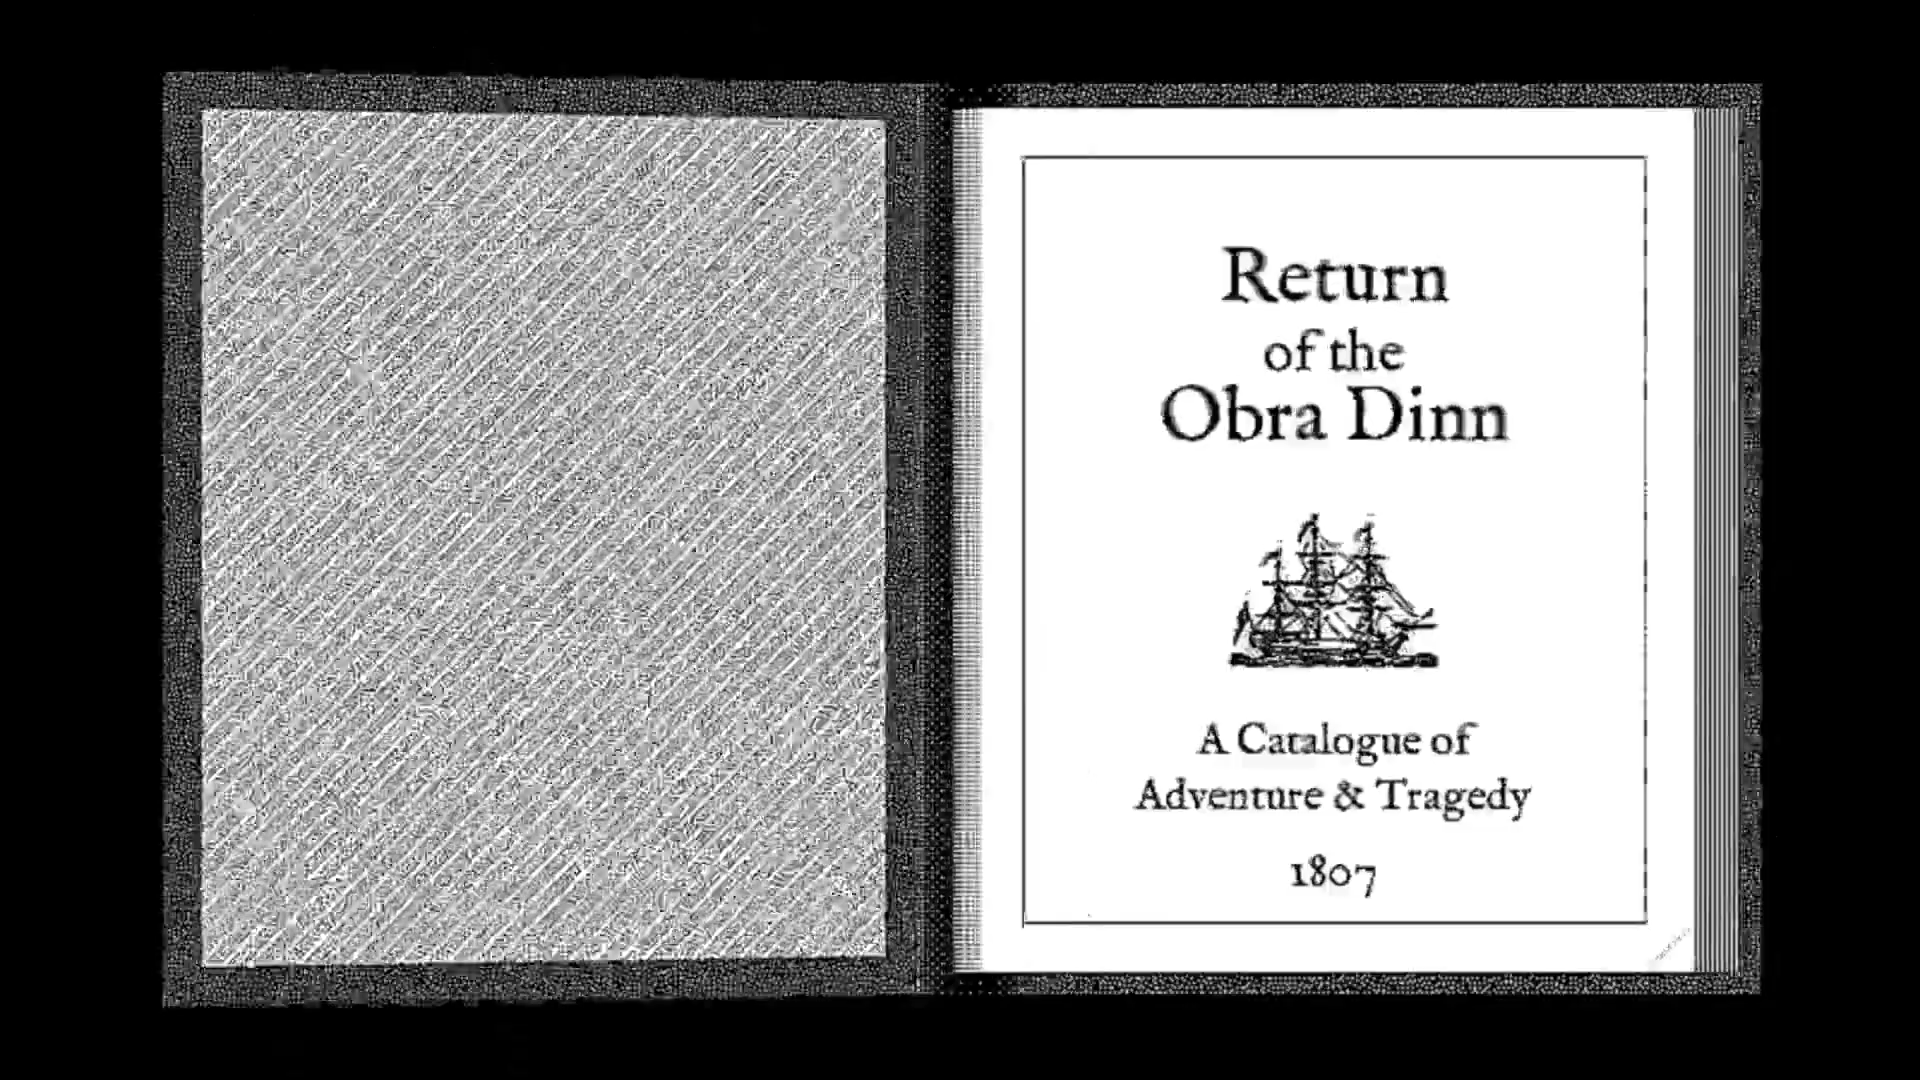 Return
of the
Obra Dinn
A Catalogue of
Adventure & Tragedy
1807